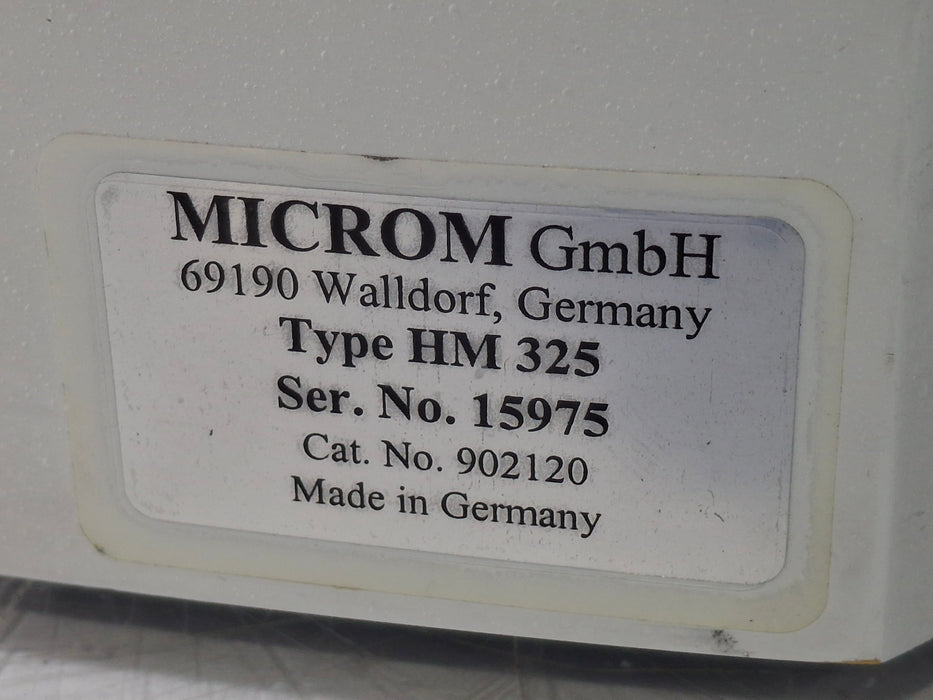 MICROM GmbH
69190 Walldorf, Germany
Type HM 325
Ser. No. 15975
Cat. No. 902120
Made in Germany